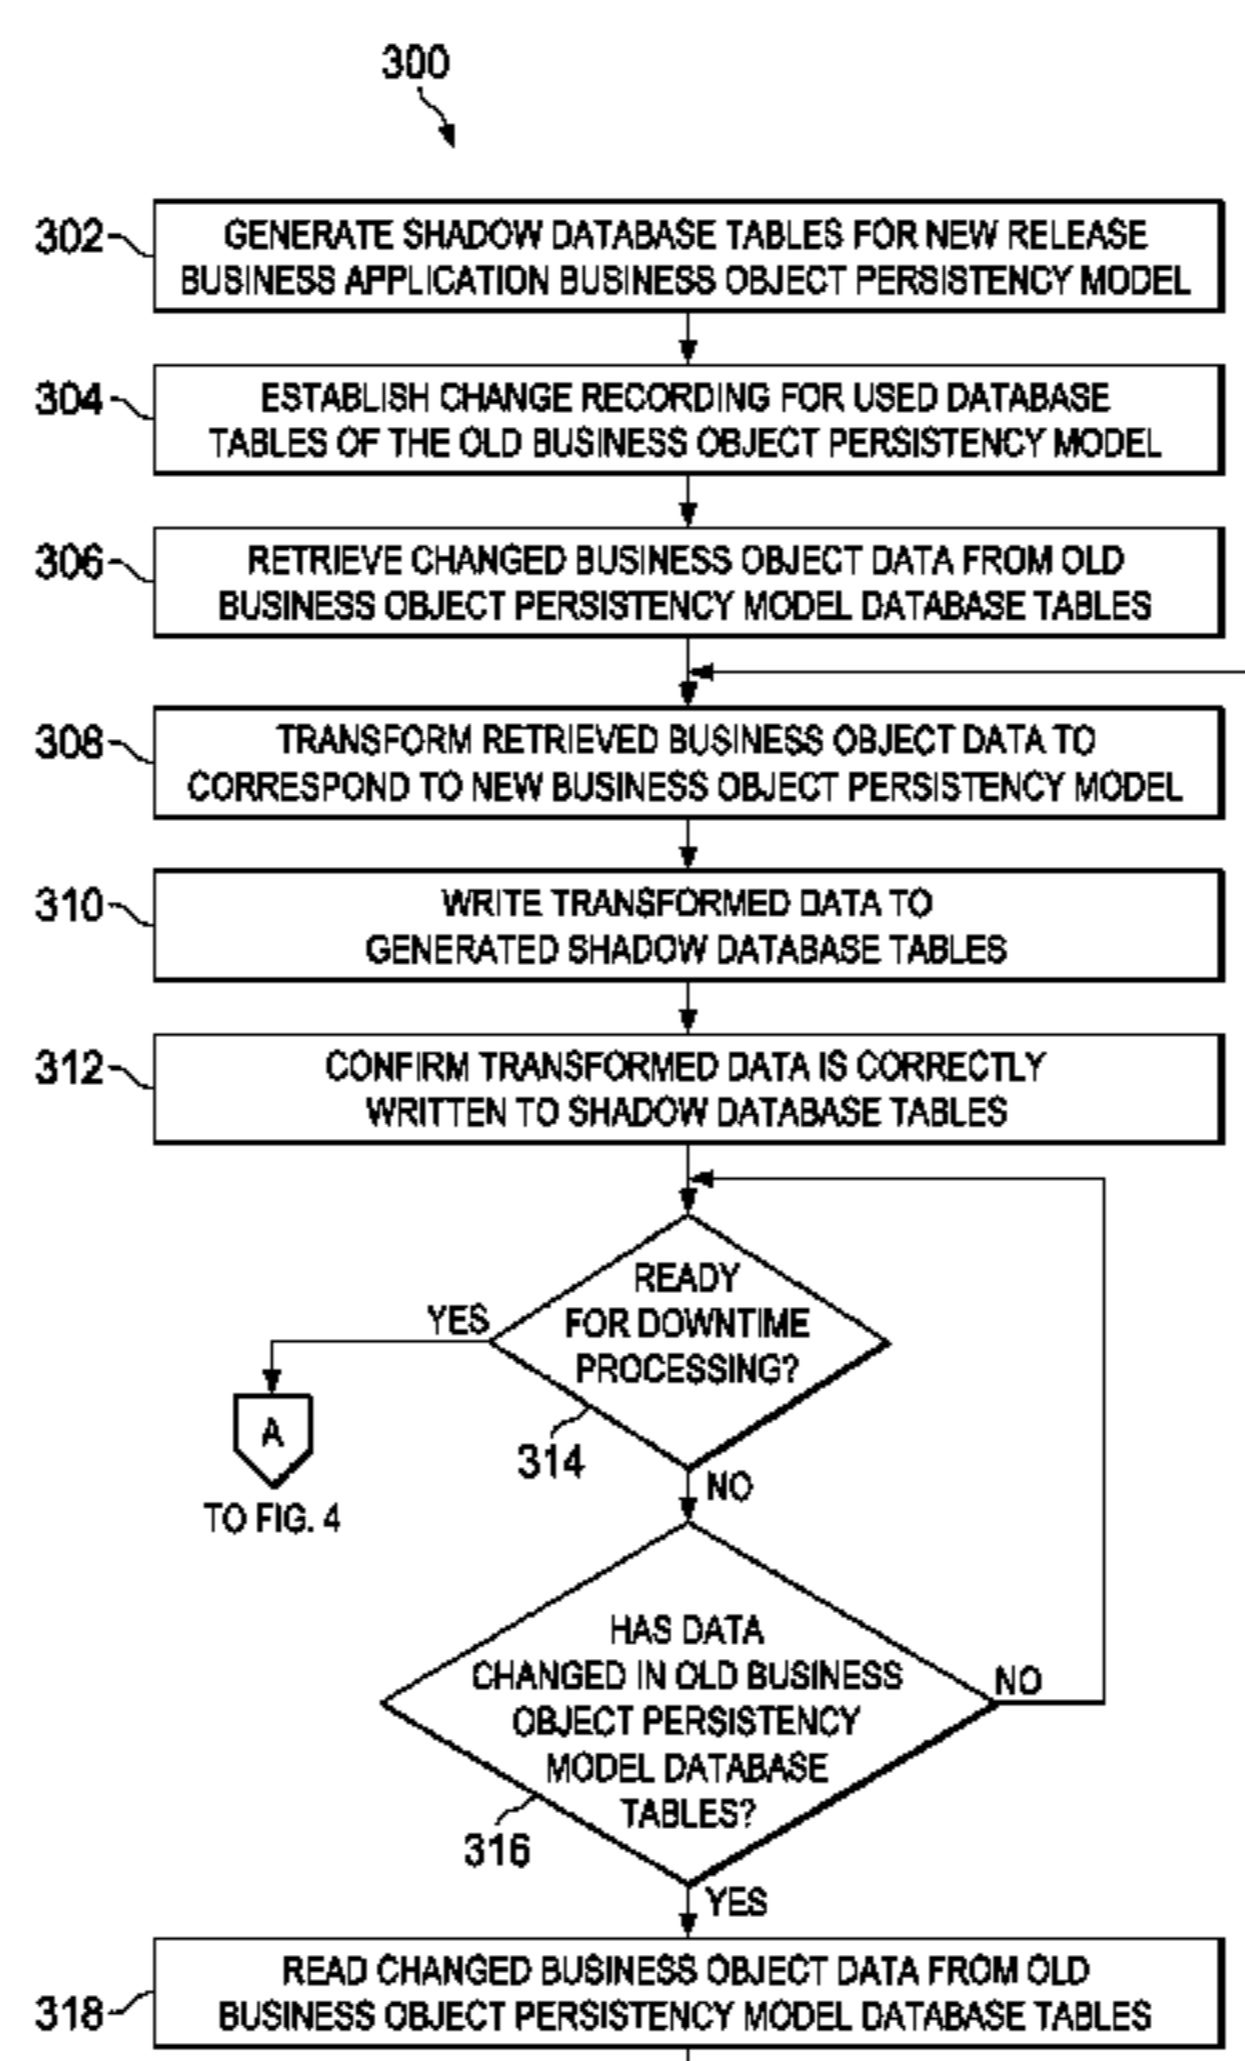 300
302
GENERATE SHADOW DATABASE TABLES FOR NEW RELEASE
BUSINESS APPLICATION BUSINESS OBJECT PERSISTENCY MODEL
304
ESTABLISH CHANGE RECORDING FOR USED DATABASE
TABLES OF THE OLD BUSINESS OBJECT PERSISTENCY MODEL
306
RETRIEVE CHANGED BUSINESS OBJECT DATA FROM OLD
BUSINESS OBJECT PERSISTENCY MODEL DATABASE TABLES
308
TRANSFORM RETRIEVED BUSINESS OBJECT DATA TO
CORRESPOND TO NEW BUSINESS OBJECT PERSISTENCY MODEL
310
WRITE TRANSFORMED DATA TO
GENERATED SHADOW DATABASE TABLES
312
CONFIRM TRANSFORMED DATA IS CORRECTLY
WRITTEN TO SHADOW DATABASE TABLES
READY
FOR DOWNTIME
PROCESSING?
YES
A
TO FIG. 4
314
NO
HAS DATA
CHANGED IN OLD BUSINESS
OBJECT PERSISTENCY
MODEL DATABASE
TABLES?
NO
316
YES
318
READ CHANGED BUSINESS OBJECT DATA FROM OLD
BUSINESS OBJECT PERSISTENCY MODEL DATABASE TABLES